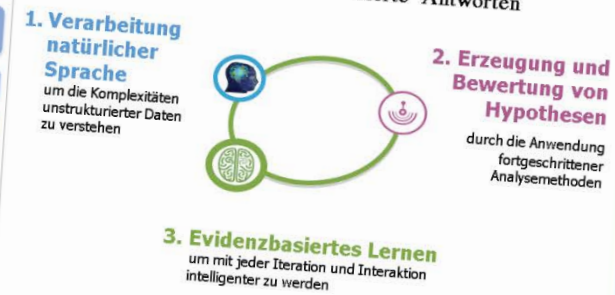 Antworten
1. Verarbeitung
natürlicher
Sprache
um die Komplexitäten
unstrukturierter Daten
zu verstehen
2. Erzeugung und
Bewertung von
Hypothesen
durch die Anwendung
fortgeschrittener
Analysemethoden
3. Evidenzbasiertes Lernen
um mit jeder Iteration und Interaktion
intelligenter zu werden